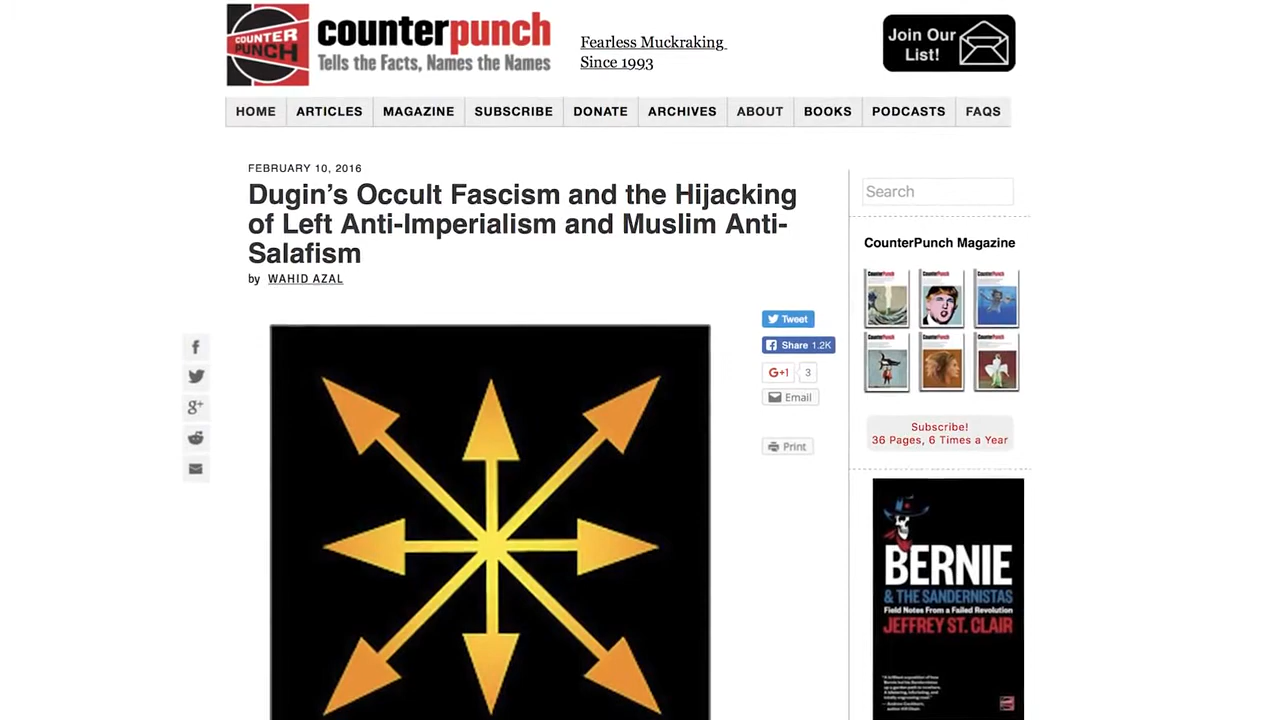 COUNTER
PUNCH
counterpunch
Tells the Facts, Names the Names
Fearless Muckraking
Since 1993
Join Our
List!
HOME ARTICLES MAGAZINE SUBSCRIBE DONATE ARCHIVES ABOUT BOOKS PODCASTS FAQS
FEBRUARY 10, 2016
Dugin's Occult Fascism and the Hijacking
of Left Anti-Imperialism and Muslim Anti-
Salafism
by WAHID AZAL
Tweet
Share 1.2K
G+1 3
Email
Print
Search
CounterPunch Magazine
Subscribe!
36 Pages, 6 Times a Year
BERNIE
& THE SANDERNISTAS
Field Notes From a Failed Revolution
JEFFREY ST. CLAIR